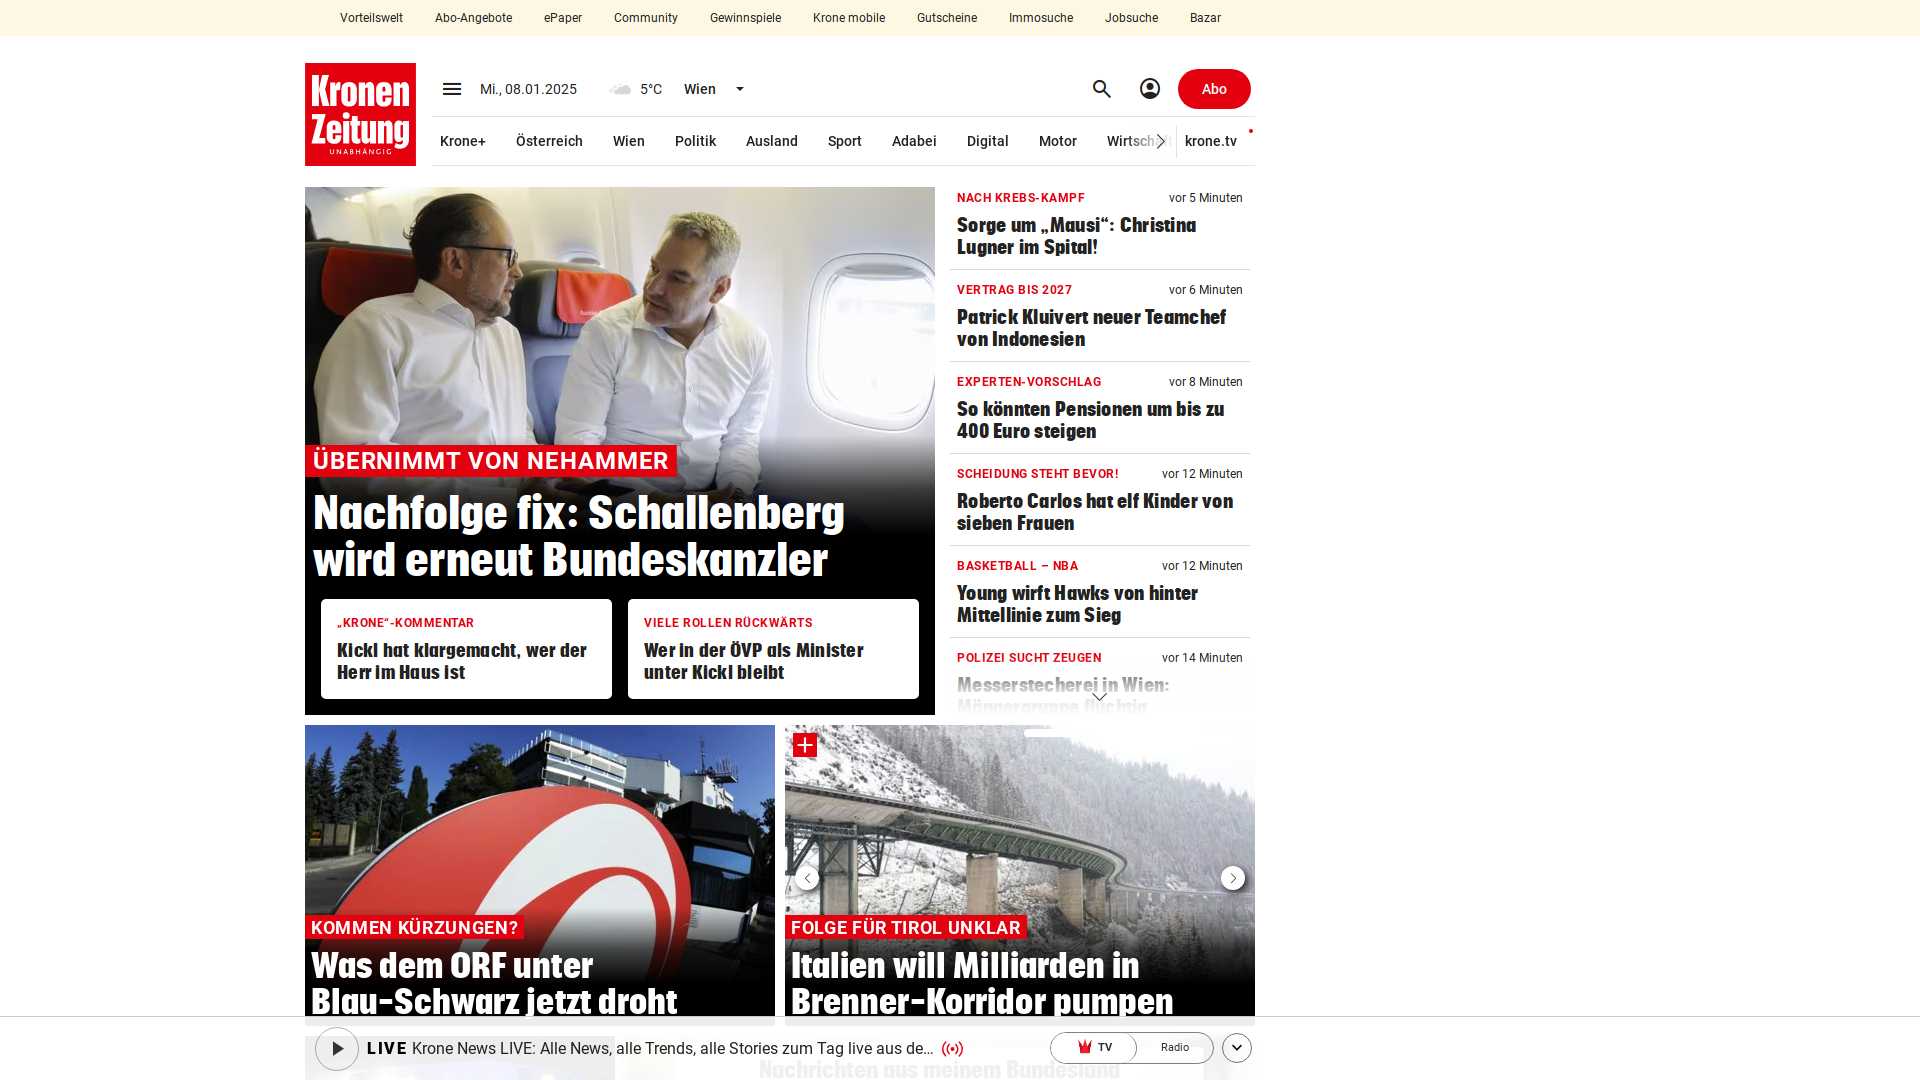 Vorteilswelt Abo-Angebote ePaper Community Gewinnspiele Krone mobile Gutscheine Immosuche Jobsuche Bazar
Kronen
Zeitung
UNABHÄNGIG
Mi., 08.01.2025 5°C Wien Abo
Krone+ Österreich Wien Politik Ausland Sport Adabei Digital Motor Wirtschaft krone.tv
ÜBERNIMMT VON NEHAMMER
Nachfolge fix: Schallenberg
wird erneut Bundeskanzler
„KRONE“-KOMMENTAR
Kickl hat klargemacht, wer der
Herr im Haus ist
VIELE ROLLEN RÜCKWÄRTS
Wer in der ÖVP als Minister
unter Kickl bleibt
NACH KREBS-KAMPF vor 5 Minuten
Sorge um „Mausi“: Christina
Lugner im Spital!
VERTRAG BIS 2027 vor 6 Minuten
Patrick Kluivert neuer Teamchef
von Indonesien
EXPERTEN-VORSCHLAG vor 8 Minuten
So könnten Pensionen um bis zu
400 Euro steigen
SCHEIDUNG STEHT BEVOR! vor 12 Minuten
Roberto Carlos hat elf Kinder von
sieben Frauen
BASKETBALL – NBA vor 12 Minuten
Young wirft Hawks von hinter
Mittellinie zum Sieg
POLIZEI SUCHT ZEUGEN vor 14 Minuten
Messerstecherei in Wien:
Männergruppe flüchtig
KOMMEN KÜRZUNGEN?
Was dem ORF unter
Blau-Schwarz jetzt droht
FOLGE FÜR TIROL UNKLAR
Italien will Milliarden in
Brenner-Korridor pumpen
LIVE Krone News LIVE: Alle News, alle Trends, alle Stories zum Tag live aus de... TV Radio
Nachrichten aus meinem Bundesland